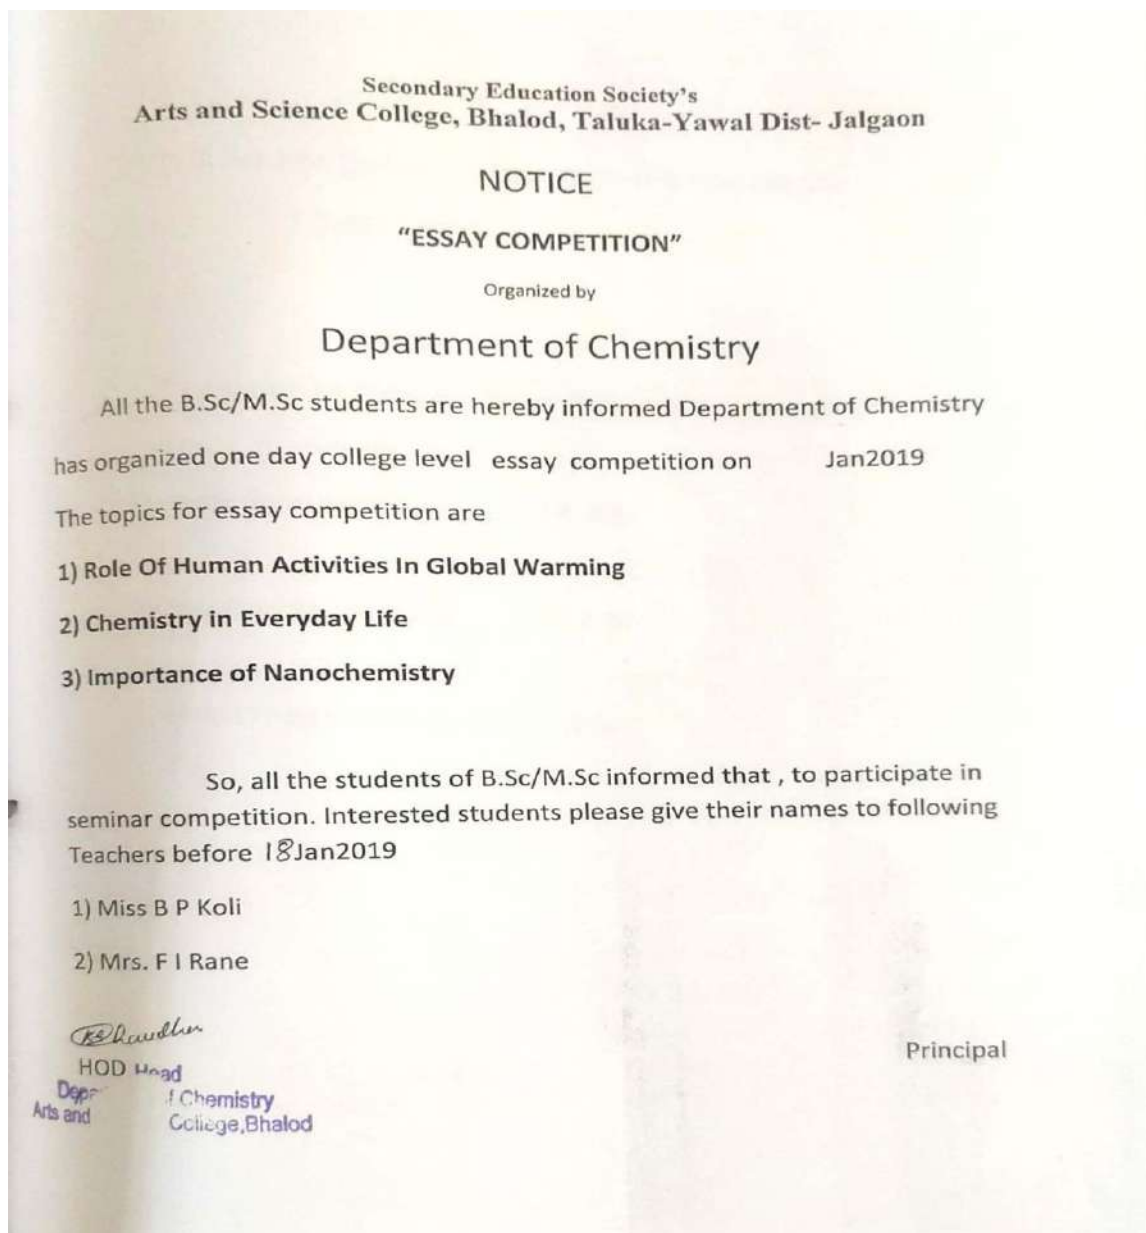 Secondary Education Society's
Arts and Science College, Bhalod, Taluka-Yawal Dist- Jalgaon
NOTICE
“ESSAY COMPETITION”
Organized by
Department of Chemistry
All the B.Sc/M.Sc students are hereby informed Department of Chemistry
has organized one day college level essay competition on Jan2019
The topics for essay competition are
1) Role Of Human Activities In Global Warming
2) Chemistry in Everyday Life
3) Importance of Nanochemistry
So, all the students of B.Sc/M.Sc informed that , to participate in
seminar competition. Interested students please give their names to following
Teachers before 18Jan2019
1) Miss B P Koli
2) Mrs. F I Rane
HOD Head
Principal
Chemistry
Arts and College,Bhalod